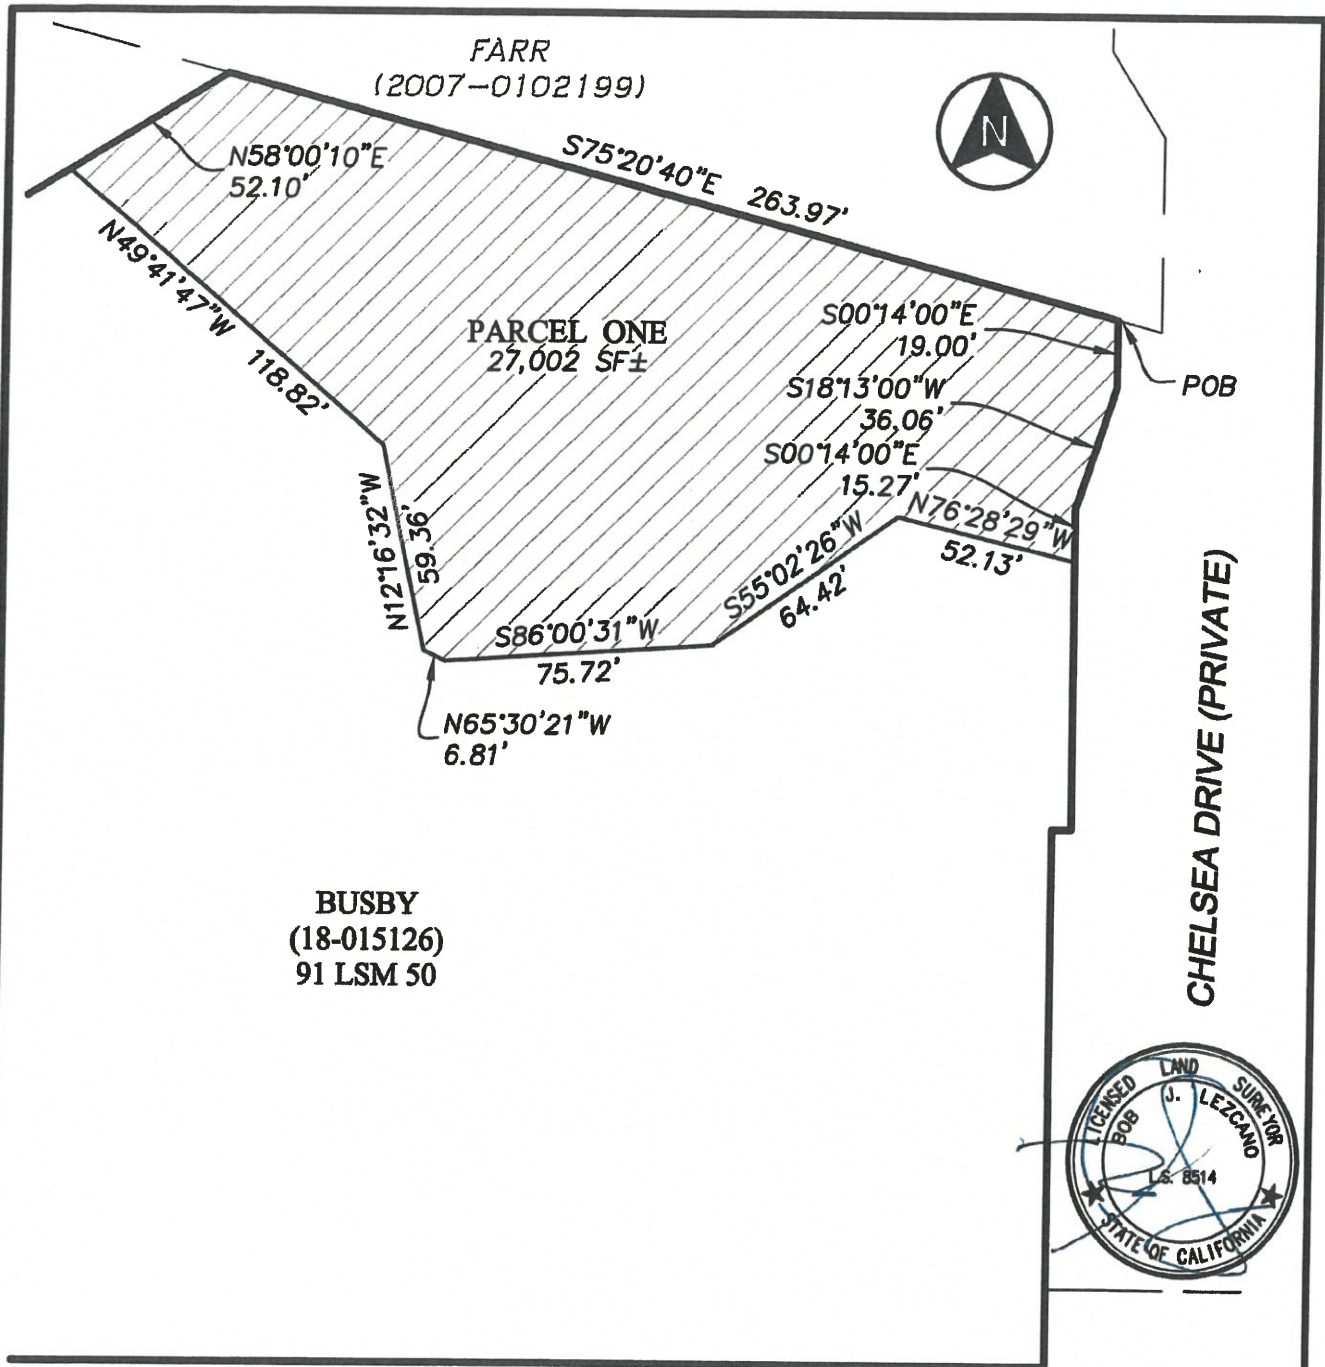 FARR
(2007-0102199)
N
N58°00'10"E
52.10'
S75°20'40"E 263.97'
N49°41'47"W 118.82'
PARCEL ONE
27,002 SF±
S00°14'00"E
19.00'
S18°13'00"W
36.06'
S00°14'00"E
15.27'
POB
N76°28'29"W
52.13'
S55°02'26"W
64.42'
N12°16'32"W
59.36'
S86°00'31"W
75.72'
N65°30'21"W
6.81'
CHELSEA DRIVE (PRIVATE)
BUSBY
(18-015126)
91 LSM 50
LICENSED LAND SURVEYOR
BOB J. LEZCANO
L.S. 8514
STATE OF CALIFORNIA